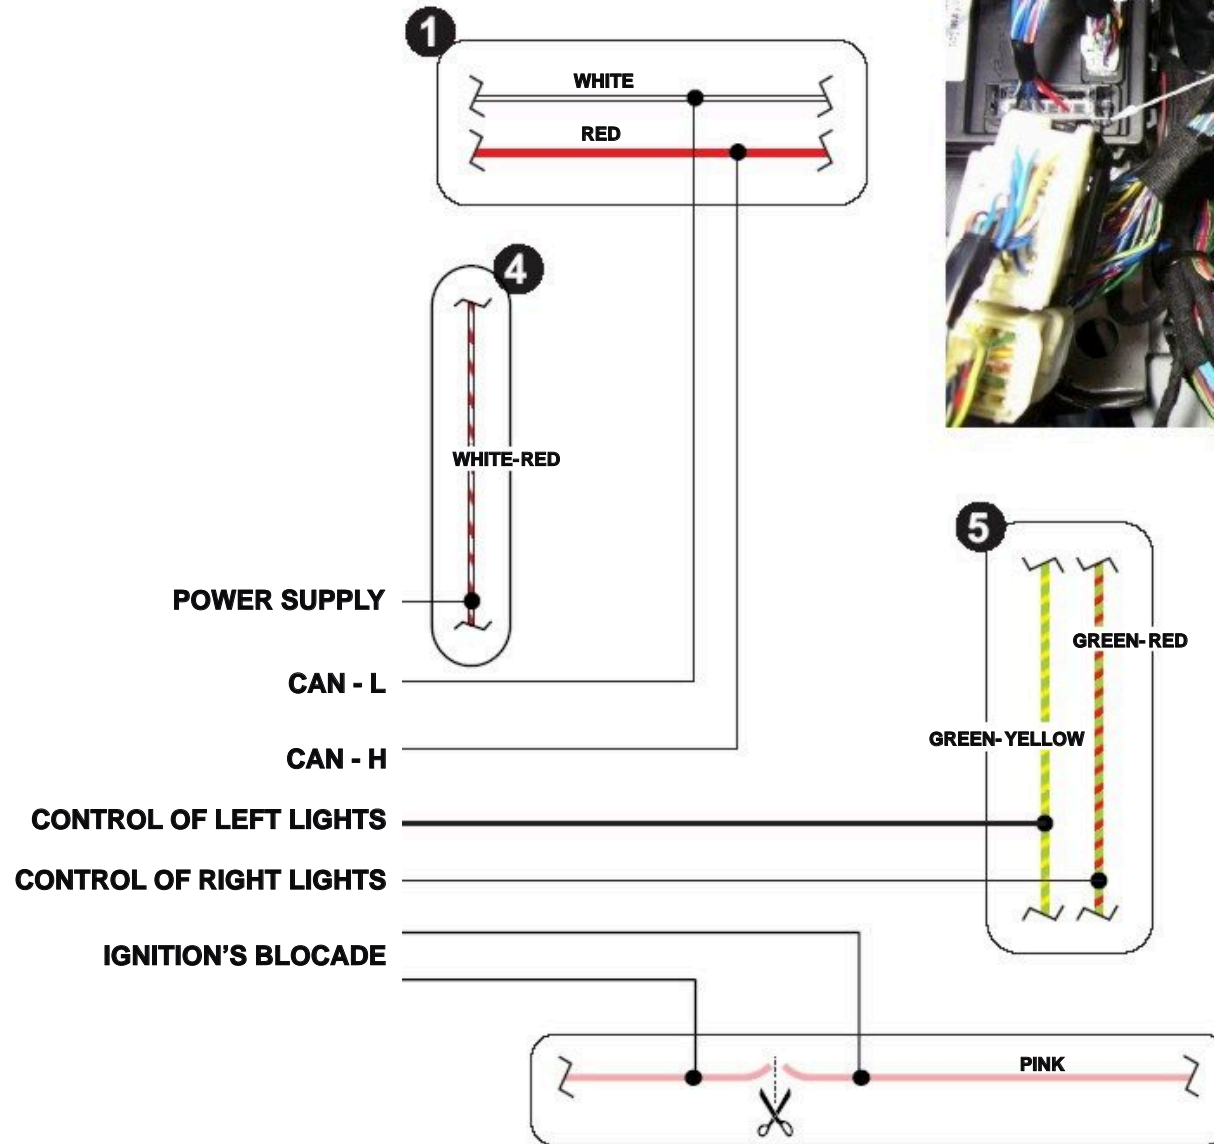 1
WHITE
RED
4
WHITE-RED
POWER SUPPLY
5
GREEN-RED
CAN - L
GREEN-YELLOW
CAN - H
CONTROL OF LEFT LIGHTS
CONTROL OF RIGHT LIGHTS
IGNITION'S BLOCADE
PINK